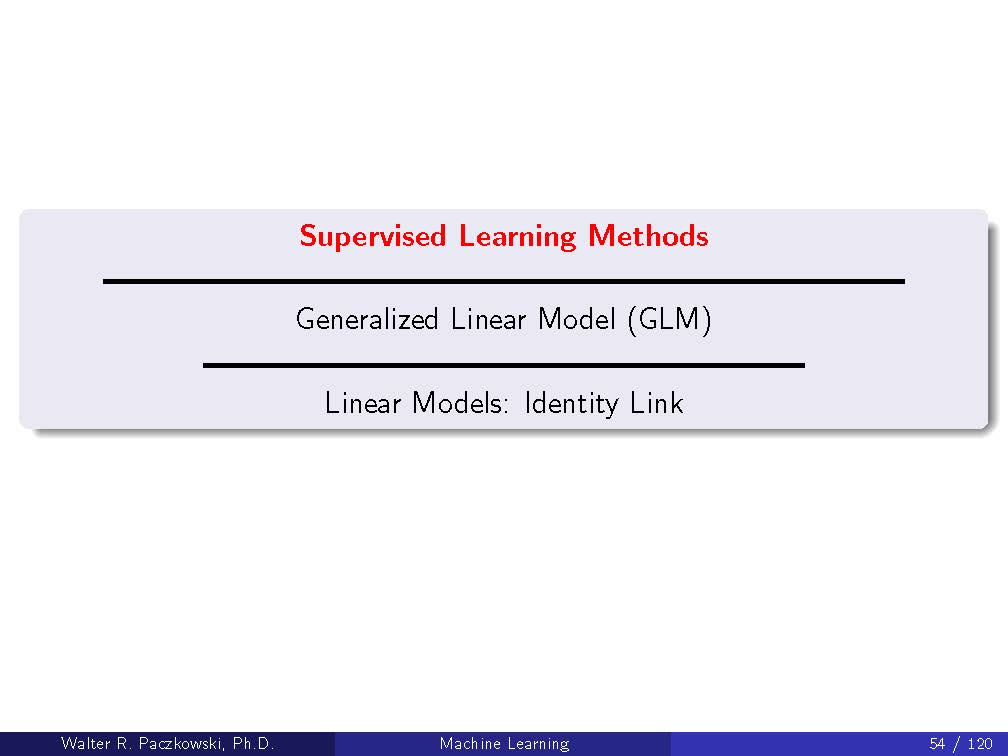 Supervised Learning Methods
Generalized Linear Model (GLM)
Linear Models: Identity Link
Walter R. Paczkowski, Ph.D.
Machine Learning
54 / 120